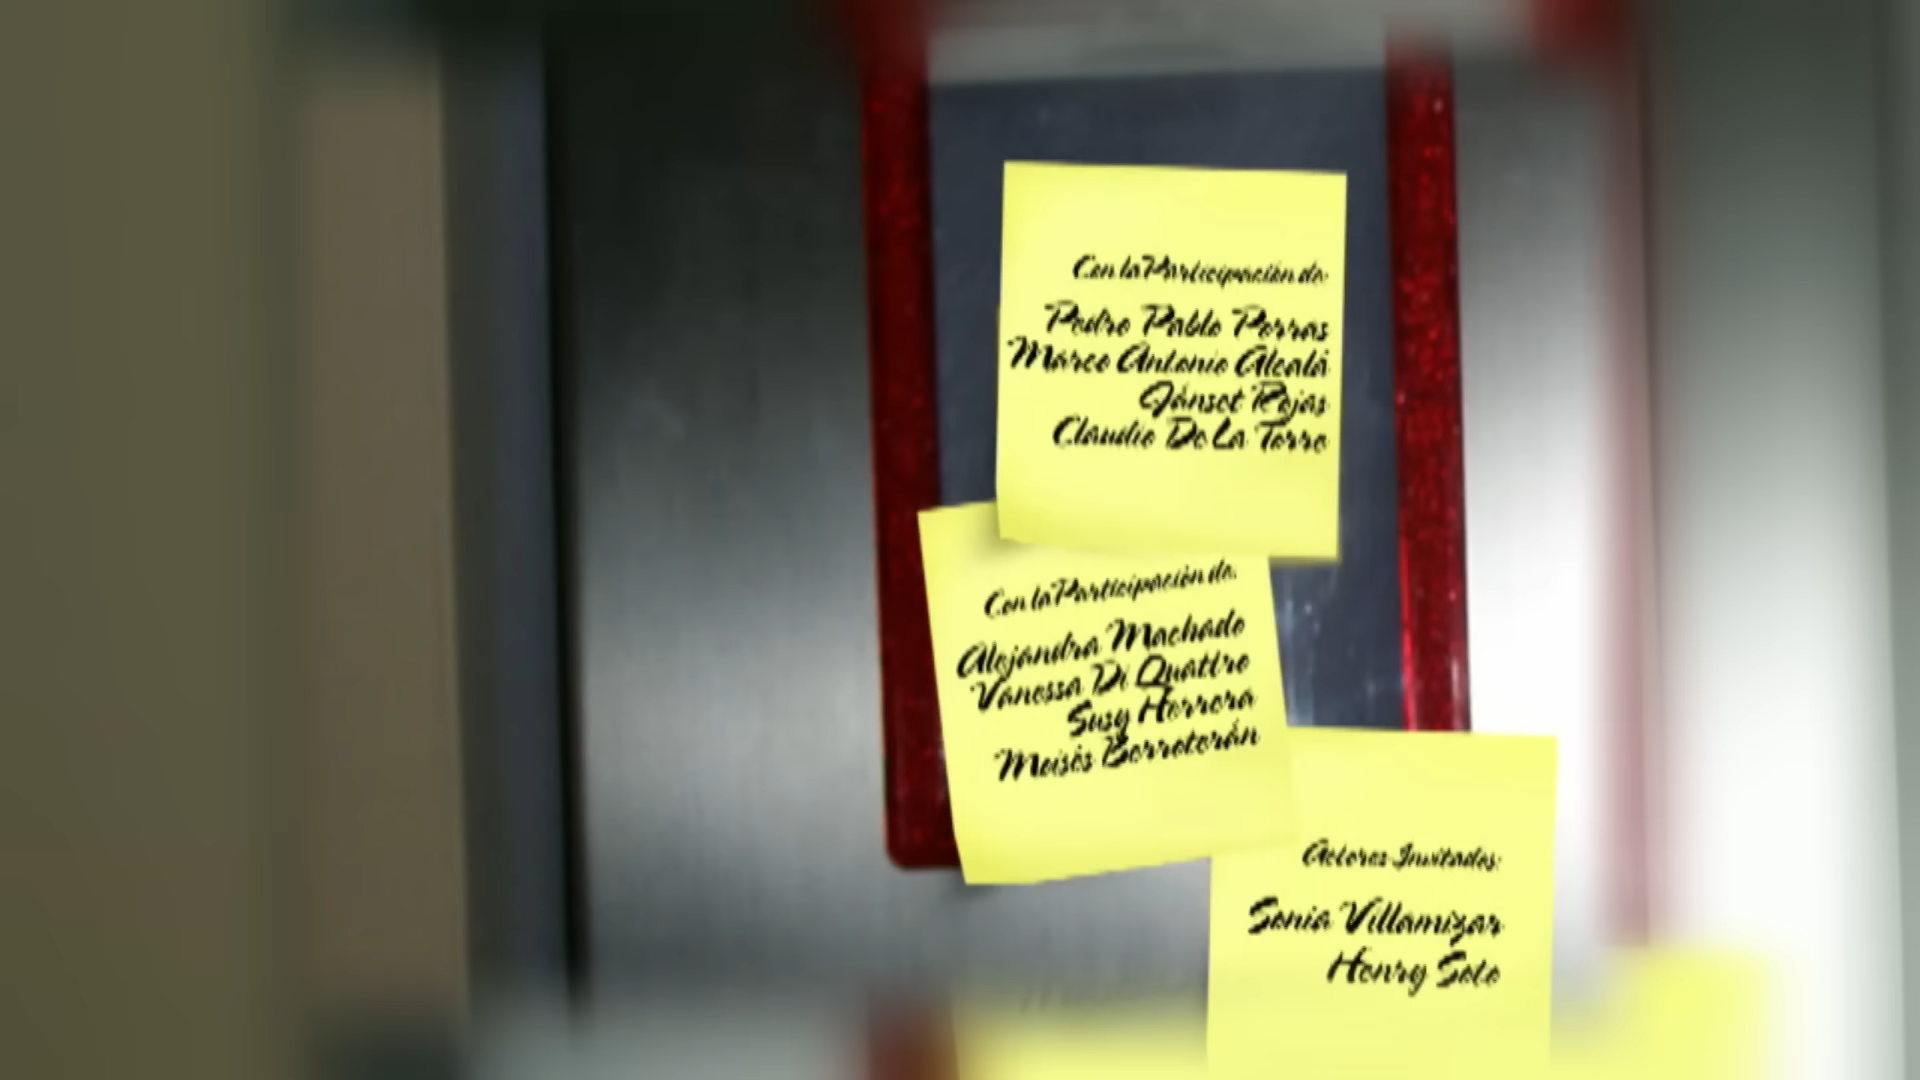 Con la Participación de:
Pedro Pablo Porras
Marco Antonio Alcalá
Jánset Rojas
Claudio De La Torre
Con la Participación de:
Alejandra Machado
Vanessa Di Quattro
Susy Herrera
Moisés Berroterán
Actores Invitados:
Sonia Villamizar
Henry Soto